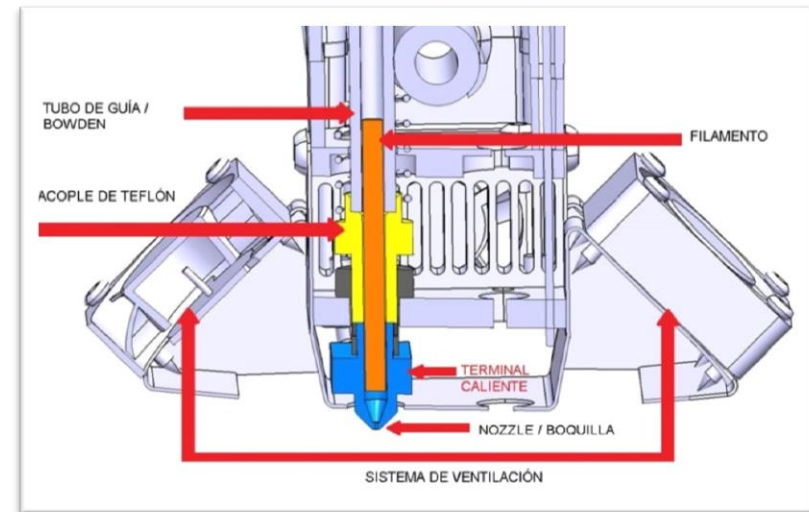 TUBO DE GUÍA /
BOWDEN
FILAMENTO
ACOPLE DE TEFLÓN
TERMINAL
CALIENTE
NOZZLE / BOQUILLA
SISTEMA DE VENTILACIÓN